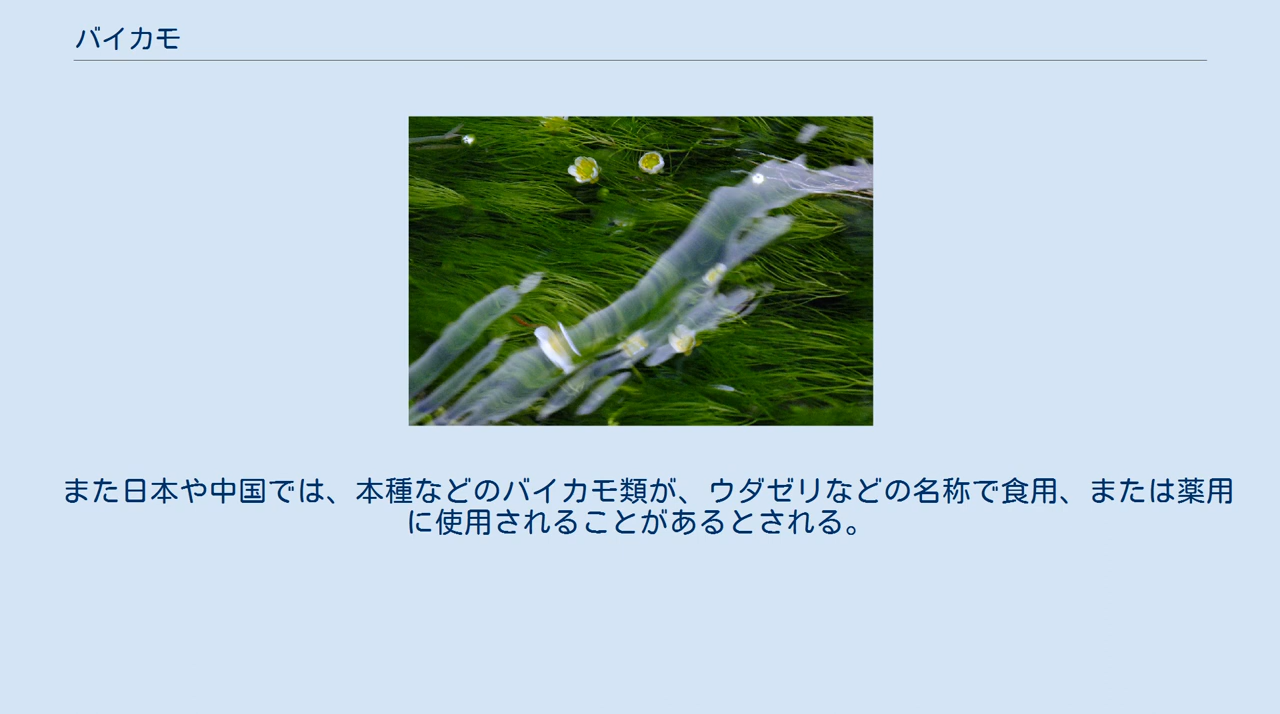 バイカモ
また日本や中国では、本種などのバイカモ類が、ウダゼリなどの名称で食用、または薬用
に使用されることがあるとされる。